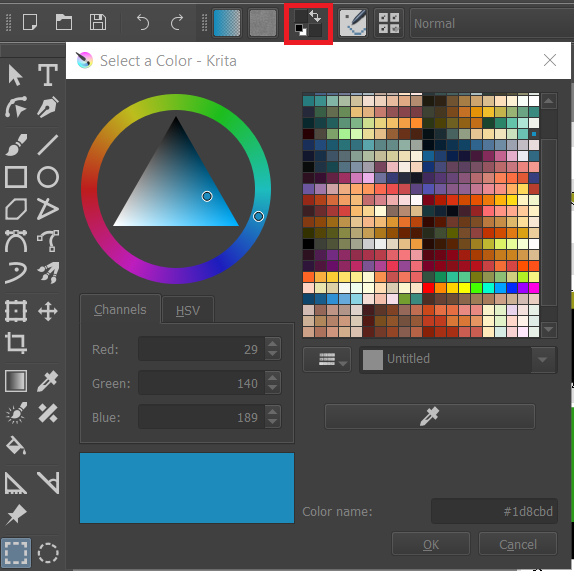 Normal
Select a Color - Krita
Channels
HSV
Red:
29
Green:
140
Blue:
189
Untitled
Color name:
#1d8cbd
OK
Cancel